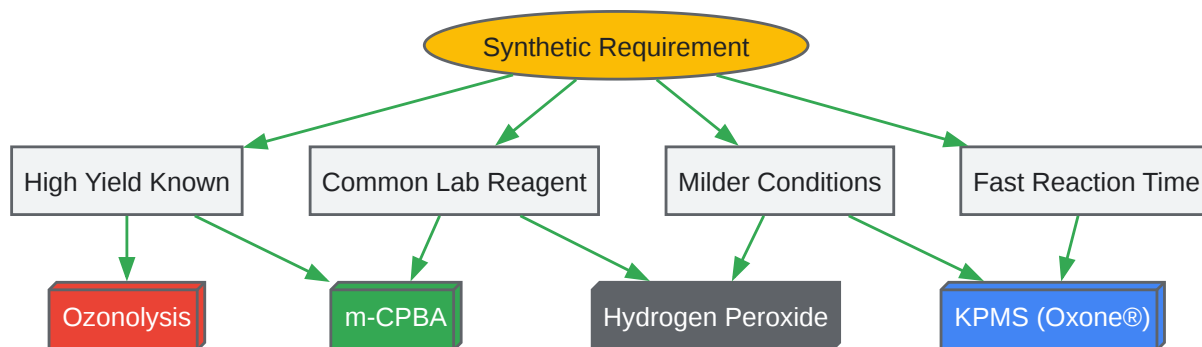 Synthetic Requirement
High Yield Known
Common Lab Reagent
Milder Conditions
Fast Reaction Time
Ozonolysis
m-CPBA
Hydrogen Peroxide
KPMS (Oxone®)